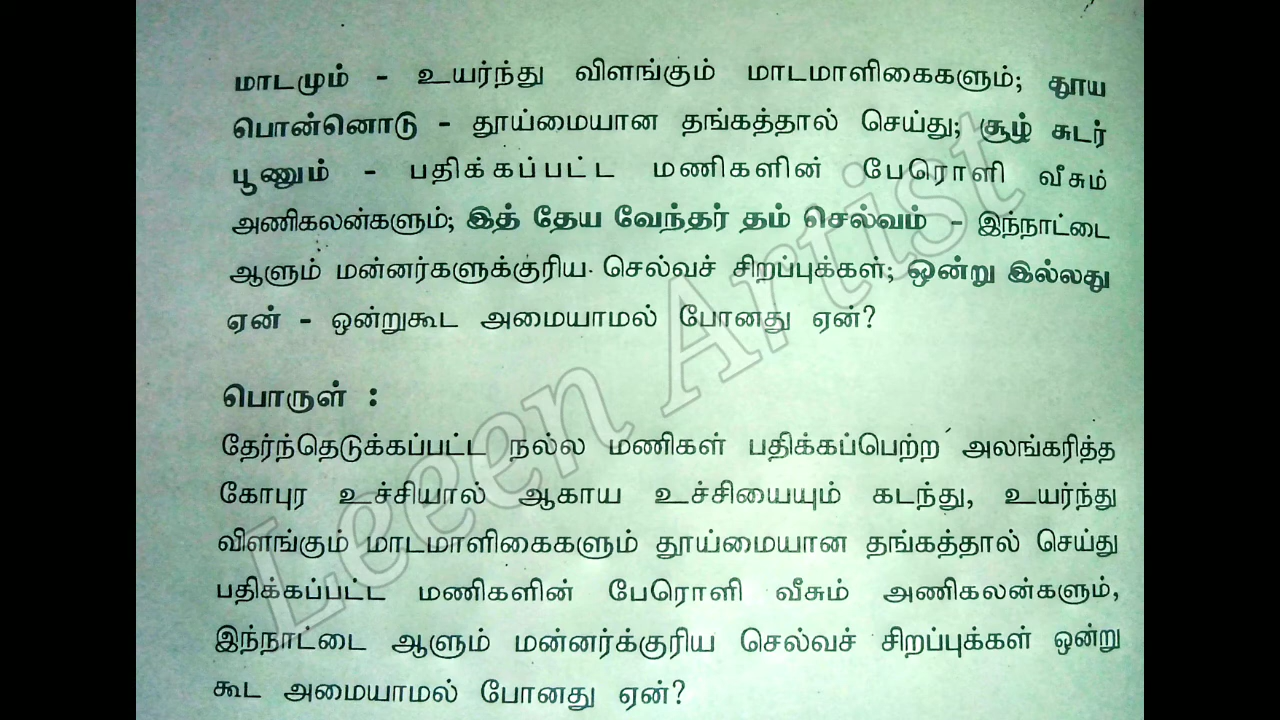 மாடமும் - உயர்ந்து விளங்கும் மாடமாளிகைகளும்; தூய
பொன்னொடு - தூய்மையான தங்கத்தால் செய்து; சூழ் சுடர்
பூணும் - பதிக்கப்பட்ட மணிகளின் பேரொளி வீசும்
அணிகலன்களும்; இத் தேய வேந்தர் தம் செல்வம் - இந்நாட்டை
ஆளும் மன்னர்களுக்குரிய செல்வச் சிறப்புக்கள்; ஒன்று இல்லது
ஏன் - ஒன்றுகூட அமையாமல் போனது ஏன்?
பொருள் :
தேர்ந்தெடுக்கப்பட்ட நல்ல மணிகள் பதிக்கப்பெற்ற அலங்கரித்த
கோபுர உச்சியால் ஆகாய உச்சியையும் கடந்து, உயர்ந்து
விளங்கும் மாடமாளிகைகளும் தூய்மையான தங்கத்தால் செய்து
பதிக்கப்பட்ட மணிகளின் பேரொளி வீசும் அணிகலன்களும்,
இந்நாட்டை ஆளும் மன்னர்க்குரிய செல்வச் சிறப்புக்கள் ஒன்று
கூட அமையாமல் போனது ஏன்?
Leeen Artist